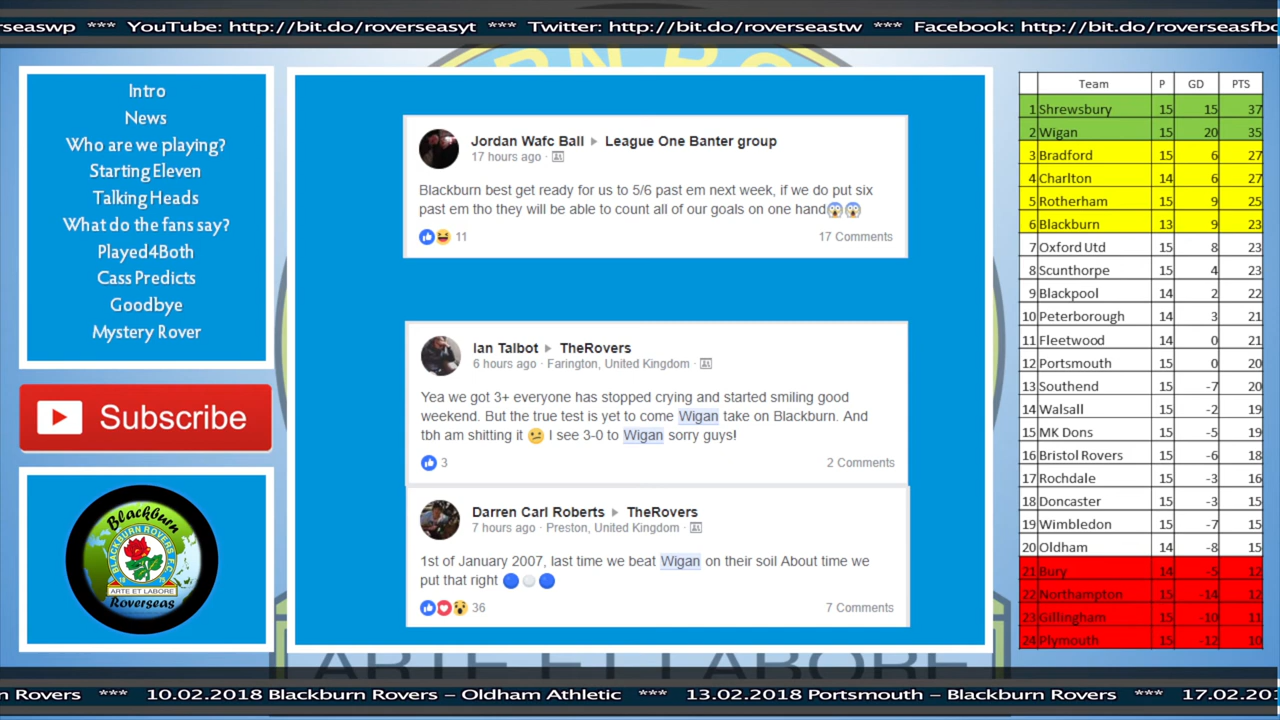 seaswp *** YouTube: http://bit.do/roverseasyt *** Twitter: http://bit.do/roverseastw *** Facebook: http://bit.do/roverseasfbc
Intro
News
Who are we playing?
Starting Eleven
Talking Heads
What do the fans say?
Played4Both
Cass Predicts
Goodbye
Mystery Rover
Subscribe
Blackburn
BLACKBURN ROVERS F.C.
18 75
ARTE ET LABORE
Roverseas
Jordan Wafc Ball ▸ League One Banter group
17 hours ago ·
Blackburn best get ready for us to 5/6 past em next week, if we do put six
past em tho they will be able to count all of our goals on one hand😱😱
11 17 Comments
Ian Talbot ▸ TheRovers
6 hours ago · Farington, United Kingdom ·
Yea we got 3+ everyone has stopped crying and started smiling good
weekend. But the true test is yet to come Wigan take on Blackburn. And
tbh am shitting it 😕 I see 3-0 to Wigan sorry guys!
3 2 Comments
Darren Carl Roberts ▸ TheRovers
7 hours ago · Preston, United Kingdom ·
1st of January 2007, last time we beat Wigan on their soil About time we
put that right 🔵⚪🔵
36 7 Comments
Team P GD PTS
1 Shrewsbury 15 15 37
2 Wigan 15 20 35
3 Bradford 15 6 27
4 Charlton 14 6 27
5 Rotherham 15 9 25
6 Blackburn 13 9 23
7 Oxford Utd 15 8 23
8 Scunthorpe 15 4 23
9 Blackpool 14 2 22
10 Peterborough 14 3 21
11 Fleetwood 14 0 21
12 Portsmouth 15 0 20
13 Southend 15 -7 20
14 Walsall 15 -2 19
15 MK Dons 15 -5 19
16 Bristol Rovers 15 -6 18
17 Rochdale 15 -3 16
18 Doncaster 15 -3 15
19 Wimbledon 15 -7 15
20 Oldham 14 -8 15
21 Bury 14 -5 12
22 Northampton 15 -14 12
23 Gillingham 15 -10 11
24 Plymouth 15 -12 10
ARTE ET LABORE
n Rovers *** 10.02.2018 Blackburn Rovers – Oldham Athletic *** 13.02.2018 Portsmouth – Blackburn Rovers *** 17.02.201